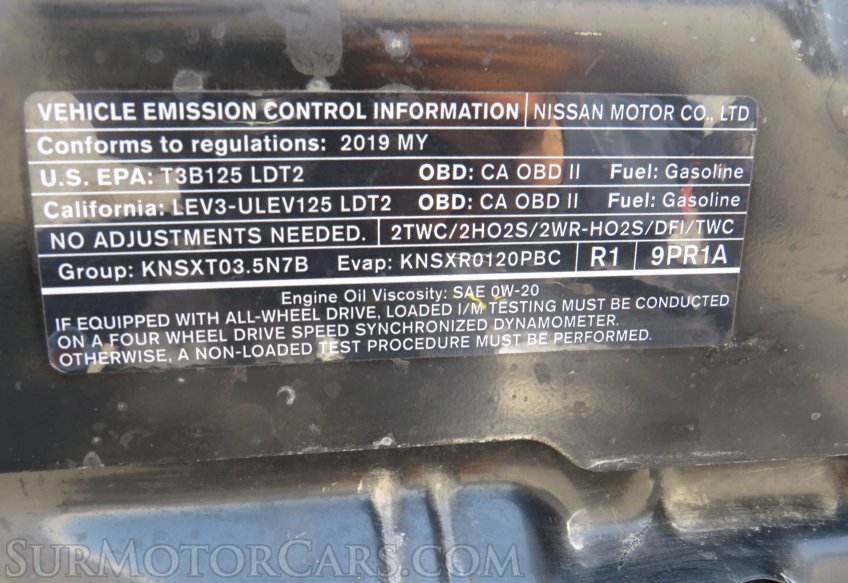 VEHICLE EMISSION CONTROL INFORMATION NISSAN MOTOR CO., LTD
Conforms to regulations: 2019 MY
U.S. EPA: T3B125 LDT2 OBD: CA OBD II Fuel: Gasoline
California: LEV3-ULEV125 LDT2 OBD: CA OBD II Fuel: Gasoline
NO ADJUSTMENTS NEEDED. 2TWC/2HO2S/2WR-HO2S/DFI/TWC
Group: KNSXT03.5N7B Evap: KNSXR0120PBC R1 9PR1A
Engine Oil Viscosity: SAE 0W-20
IF EQUIPPED WITH ALL-WHEEL DRIVE, LOADED I/M TESTING MUST BE CONDUCTED
ON A FOUR WHEEL DRIVE SPEED SYNCHRONIZED DYNAMOMETER.
OTHERWISE, A NON-LOADED TEST PROCEDURE MUST BE PERFORMED.
SURMOTORCARS.COM